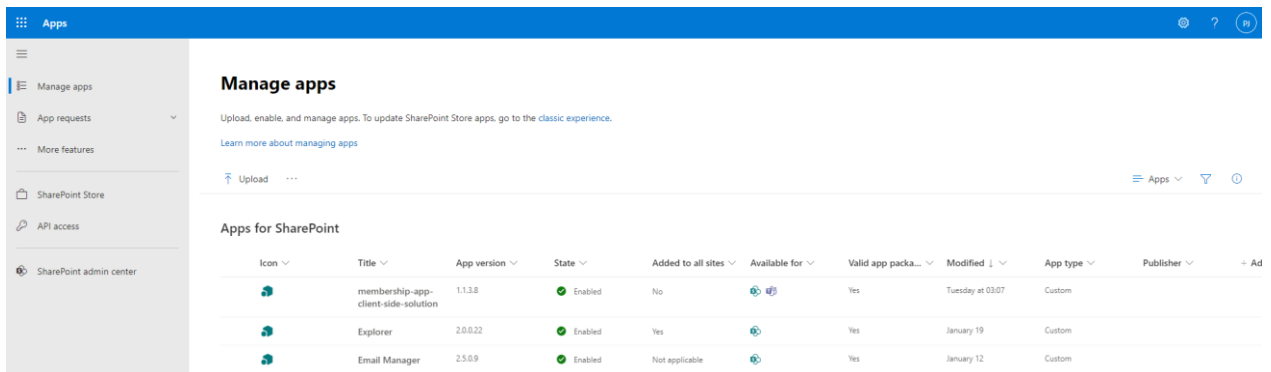 Apps
PJ
Manage apps
App requests
More features
SharePoint Store
API access
SharePoint admin center
Manage apps
Upload, enable, and manage apps. To update SharePoint Store apps, go to the classic experience.
Learn more about managing apps
Upload ...
Apps
Apps for SharePoint
Icon Title App version State Added to all sites Available for Valid app packa... Modified ↓ App type Publisher + Ad
membership-app-client-side-solution 1.1.3.8 Enabled No Yes Tuesday at 03:07 Custom
Explorer 2.0.0.22 Enabled Yes Yes January 19 Custom
Email Manager 2.5.0.9 Enabled Not applicable Yes January 12 Custom